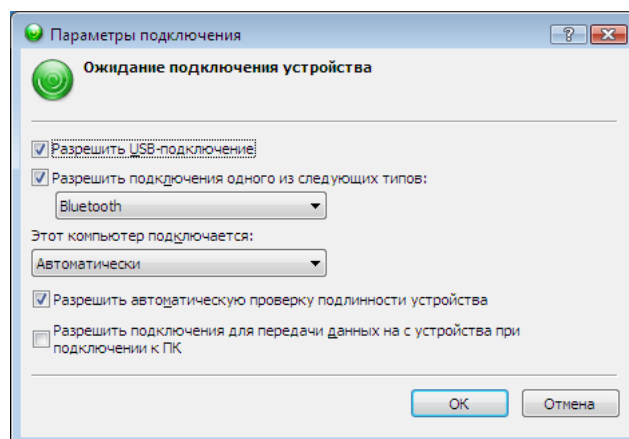 Параметры подключения
Ожидание подключения устройства
Разрешить USB-подключение
Разрешить подключения одного из следующих типов:
Bluetooth
Этот компьютер подключается:
Автоматически
Разрешить автоматическую проверку подлинности устройства
Разрешить подключения для передачи данных на с устройства при
подключении к ПК
ОК
Отмена